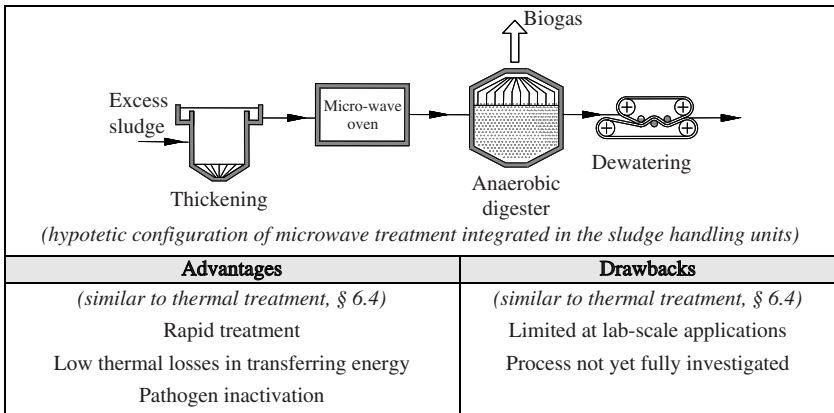 Biogas
Excess
sludge
Micro-wave
oven
Thickening
Anaerobic
digester
Dewatering
(hypotetic configuration of microwave treatment integrated in the sludge handling units)
Advantages
Drawbacks
(similar to thermal treatment, § 6.4)
(similar to thermal treatment, § 6.4)
Rapid treatment
Limited at lab-scale applications
Low thermal losses in transferring energy
Process not yet fully investigated
Pathogen inactivation